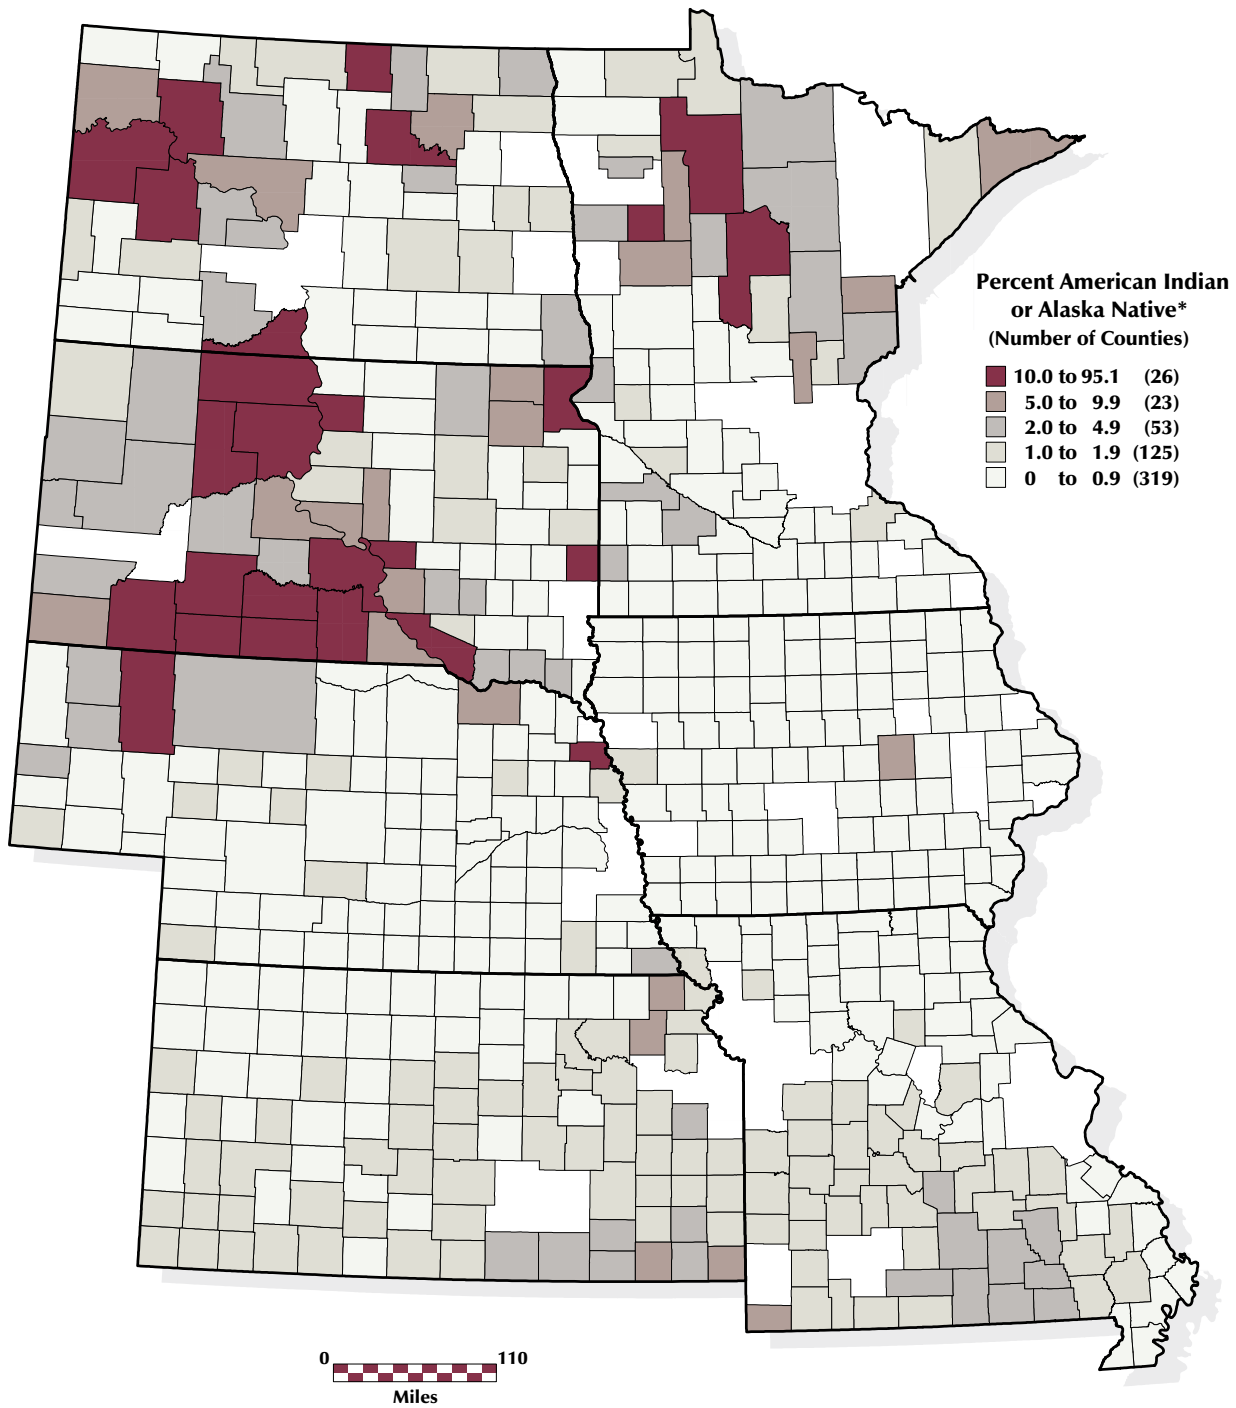 Percent American Indian
or Alaska Native*
(Number of Counties)
10.0 to 95.1 (26)
5.0 to 9.9 (23)
2.0 to 4.9 (53)
1.0 to 1.9 (125)
0 to 0.9 (319)
0 110
Miles